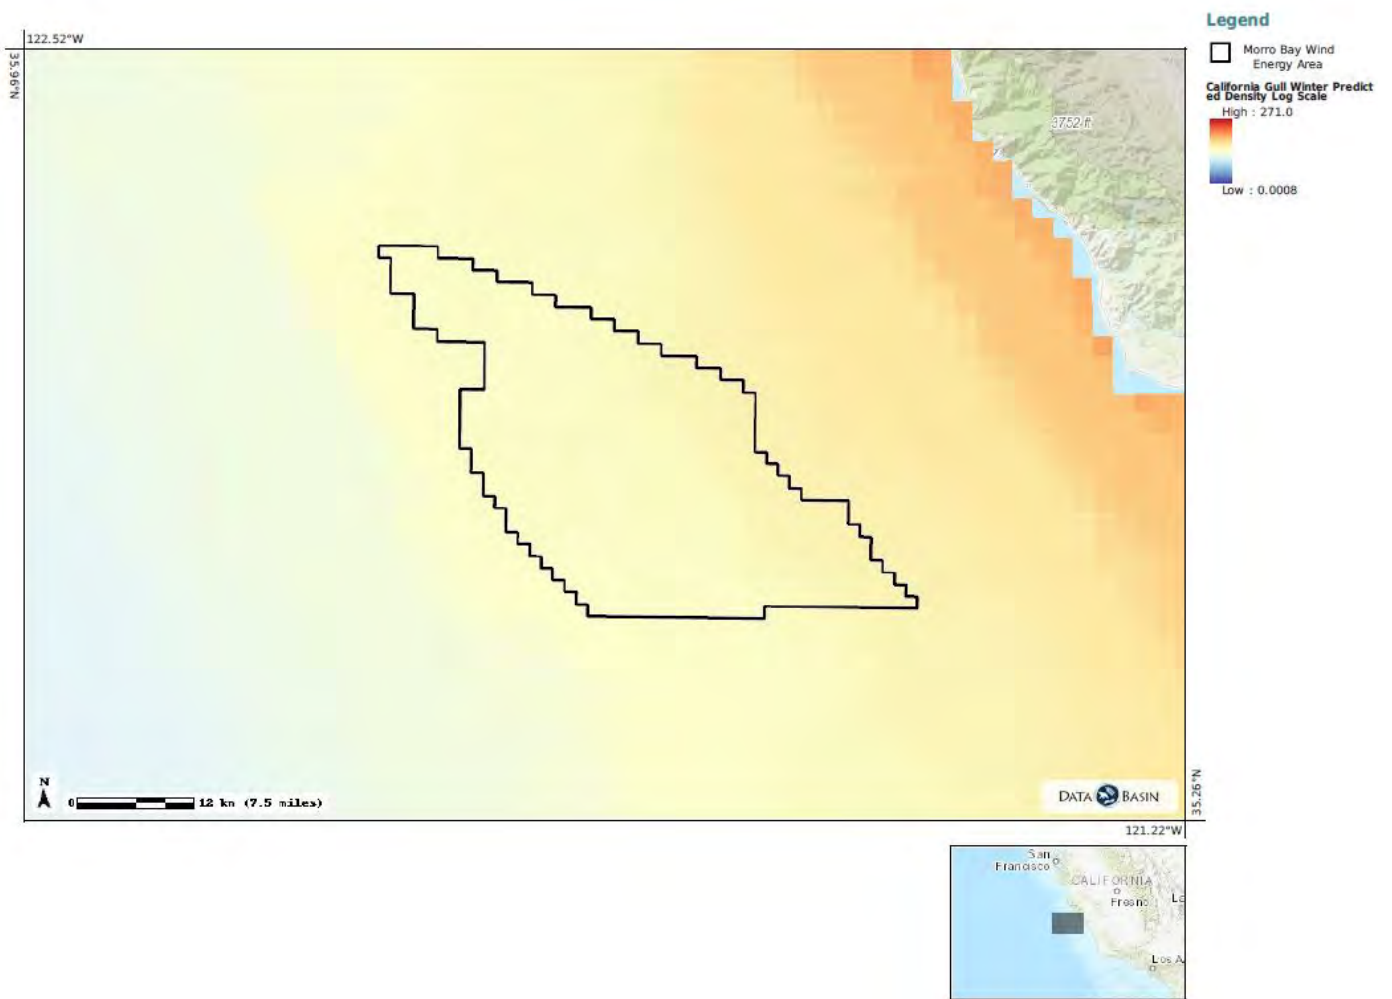 122.52°W
35.96°N
Legend
Morro Bay Wind
Energy Area
California Gull Winter Predict
ed Density Log Scale
High : 271.0
Low : 0.0008
3752 ft
N
0 12 km (7.5 miles)
DATA BASIN
35.26°N
121.22°W
San
Francisco
CALIFORNIA
Fresno
Los A